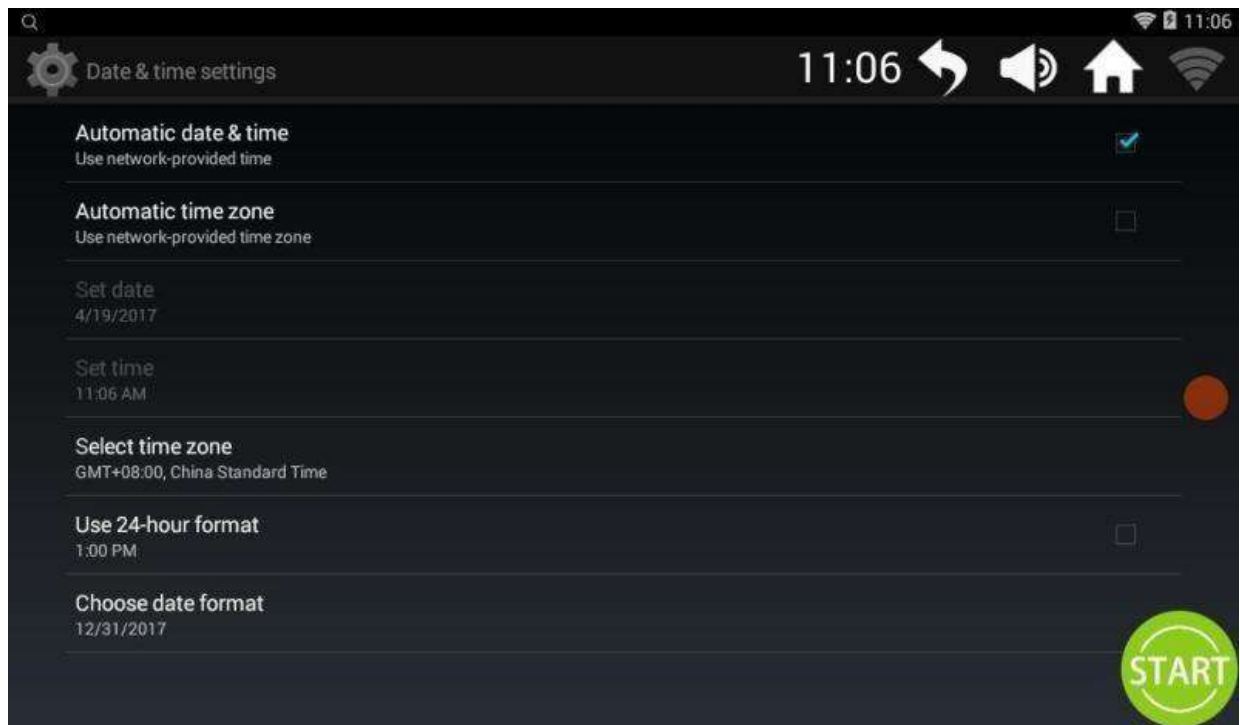 11:06
Date & time settings
11:06
Automatic date & time
Use network-provided time
Automatic time zone
Use network-provided time zone
Set date
4/19/2017
Set time
11:06 AM
Select time zone
GMT+08:00, China Standard Time
Use 24-hour format
1:00 PM
Choose date format
12/31/2017
START